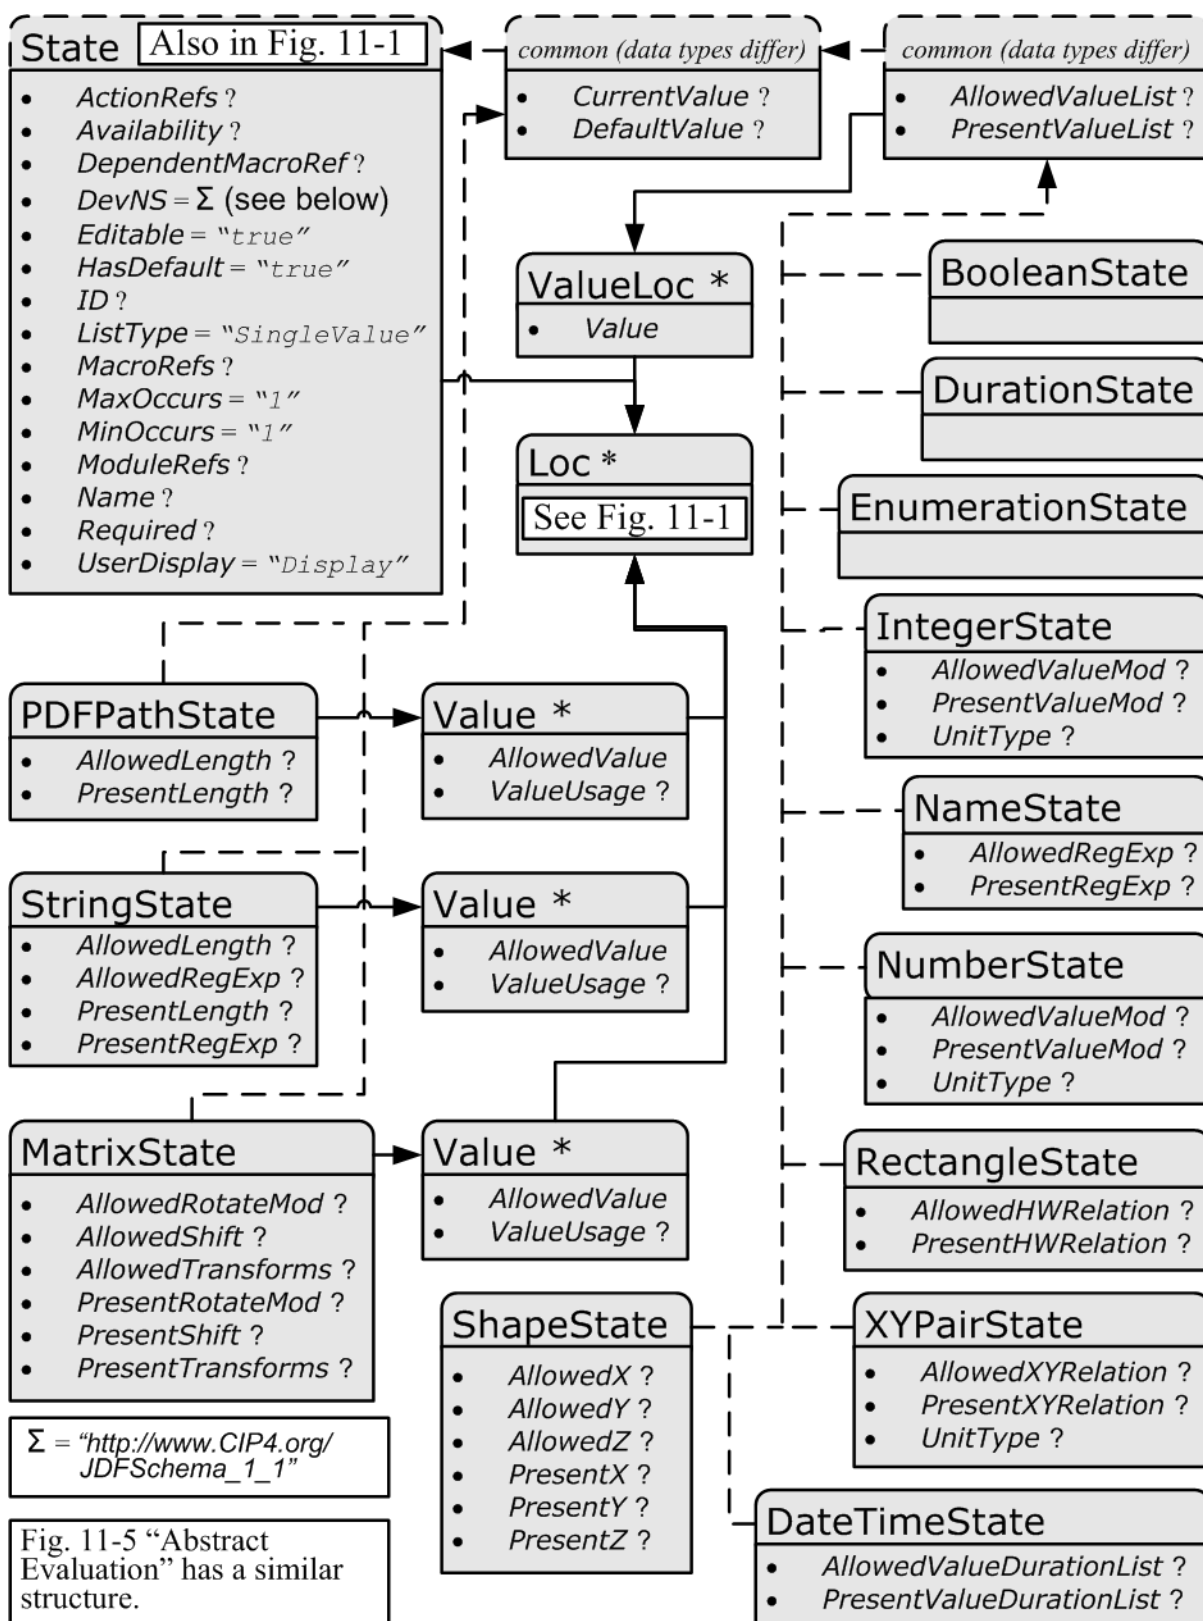 State
Also in Fig. 11-1
• ActionRefs ?
• Availability ?
• DependentMacroRef ?
• DevNS = Σ (see below)
• Editable = "true"
• HasDefault = "true"
• ID ?
• ListType = "SingleValue"
• MacroRefs ?
• MaxOccurs = "1"
• MinOccurs = "1"
• ModuleRefs ?
• Name ?
• Required ?
• UserDisplay = "Display"
common (data types differ)
• CurrentValue ?
• DefaultValue ?
common (data types differ)
• AllowedValueList ?
• PresentValueList ?
ValueLoc *
• Value
Loc *
See Fig. 11-1
BooleanState
DurationState
EnumerationState
IntegerState
• AllowedValueMod ?
• PresentValueMod ?
• UnitType ?
NameState
• AllowedRegExp ?
• PresentRegExp ?
NumberState
• AllowedValueMod ?
• PresentValueMod ?
• UnitType ?
RectangleState
• AllowedHWRelation ?
• PresentHWRelation ?
XYPairState
• AllowedXYRelation ?
• PresentXYRelation ?
• UnitType ?
DateTimeState
• AllowedValueDurationList ?
• PresentValueDurationList ?
PDFPathState
• AllowedLength ?
• PresentLength ?
Value *
• AllowedValue
• ValueUsage ?
StringState
• AllowedLength ?
• AllowedRegExp ?
• PresentLength ?
• PresentRegExp ?
Value *
• AllowedValue
• ValueUsage ?
MatrixState
• AllowedRotateMod ?
• AllowedShift ?
• AllowedTransforms ?
• PresentRotateMod ?
• PresentShift ?
• PresentTransforms ?
Value *
• AllowedValue
• ValueUsage ?
ShapeState
• AllowedX ?
• AllowedY ?
• AllowedZ ?
• PresentX ?
• PresentY ?
• PresentZ ?
Σ = "http://www.CIP4.org/
JDFSchema_1_1"
Fig. 11-5 "Abstract
Evaluation" has a similar
structure.